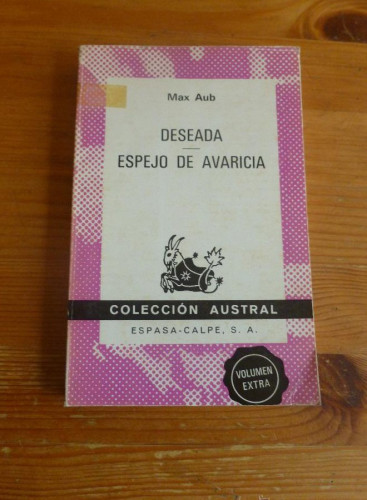 Max Aub
DESEADA
ESPEJO DE AVARICIA
COLECCIÓN AUSTRAL
ESPASA-CALPE, S. A.
VOLUMEN
EXTRA